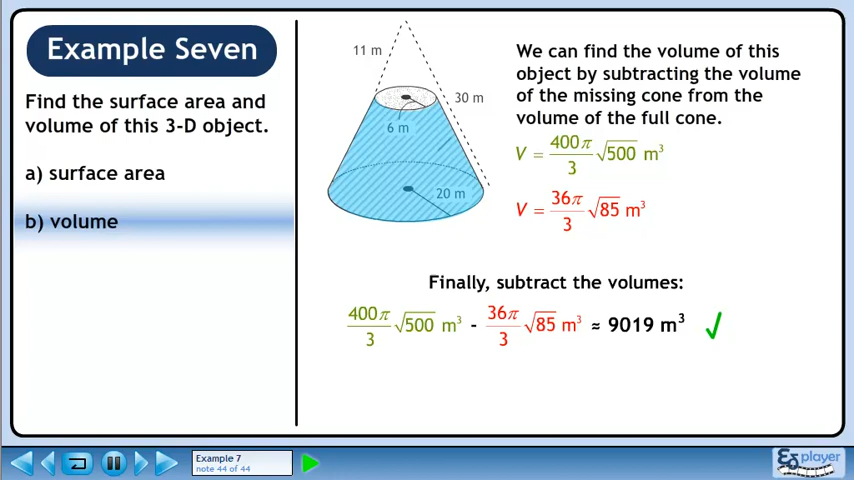 Example Seven
Find the surface area and
volume of this 3-D object.
a) surface area
b) volume
11 m
30 m
6 m
20 m
We can find the volume of this
object by subtracting the volume
of the missing cone from the
volume of the full cone.
V = 400π/3 √500 m³
V = 36π/3 √85 m³
Finally, subtract the volumes:
400π/3 √500 m³ - 36π/3 √85 m³ ≈ 9019 m³ ✓
Example 7
note 44 of 44
player